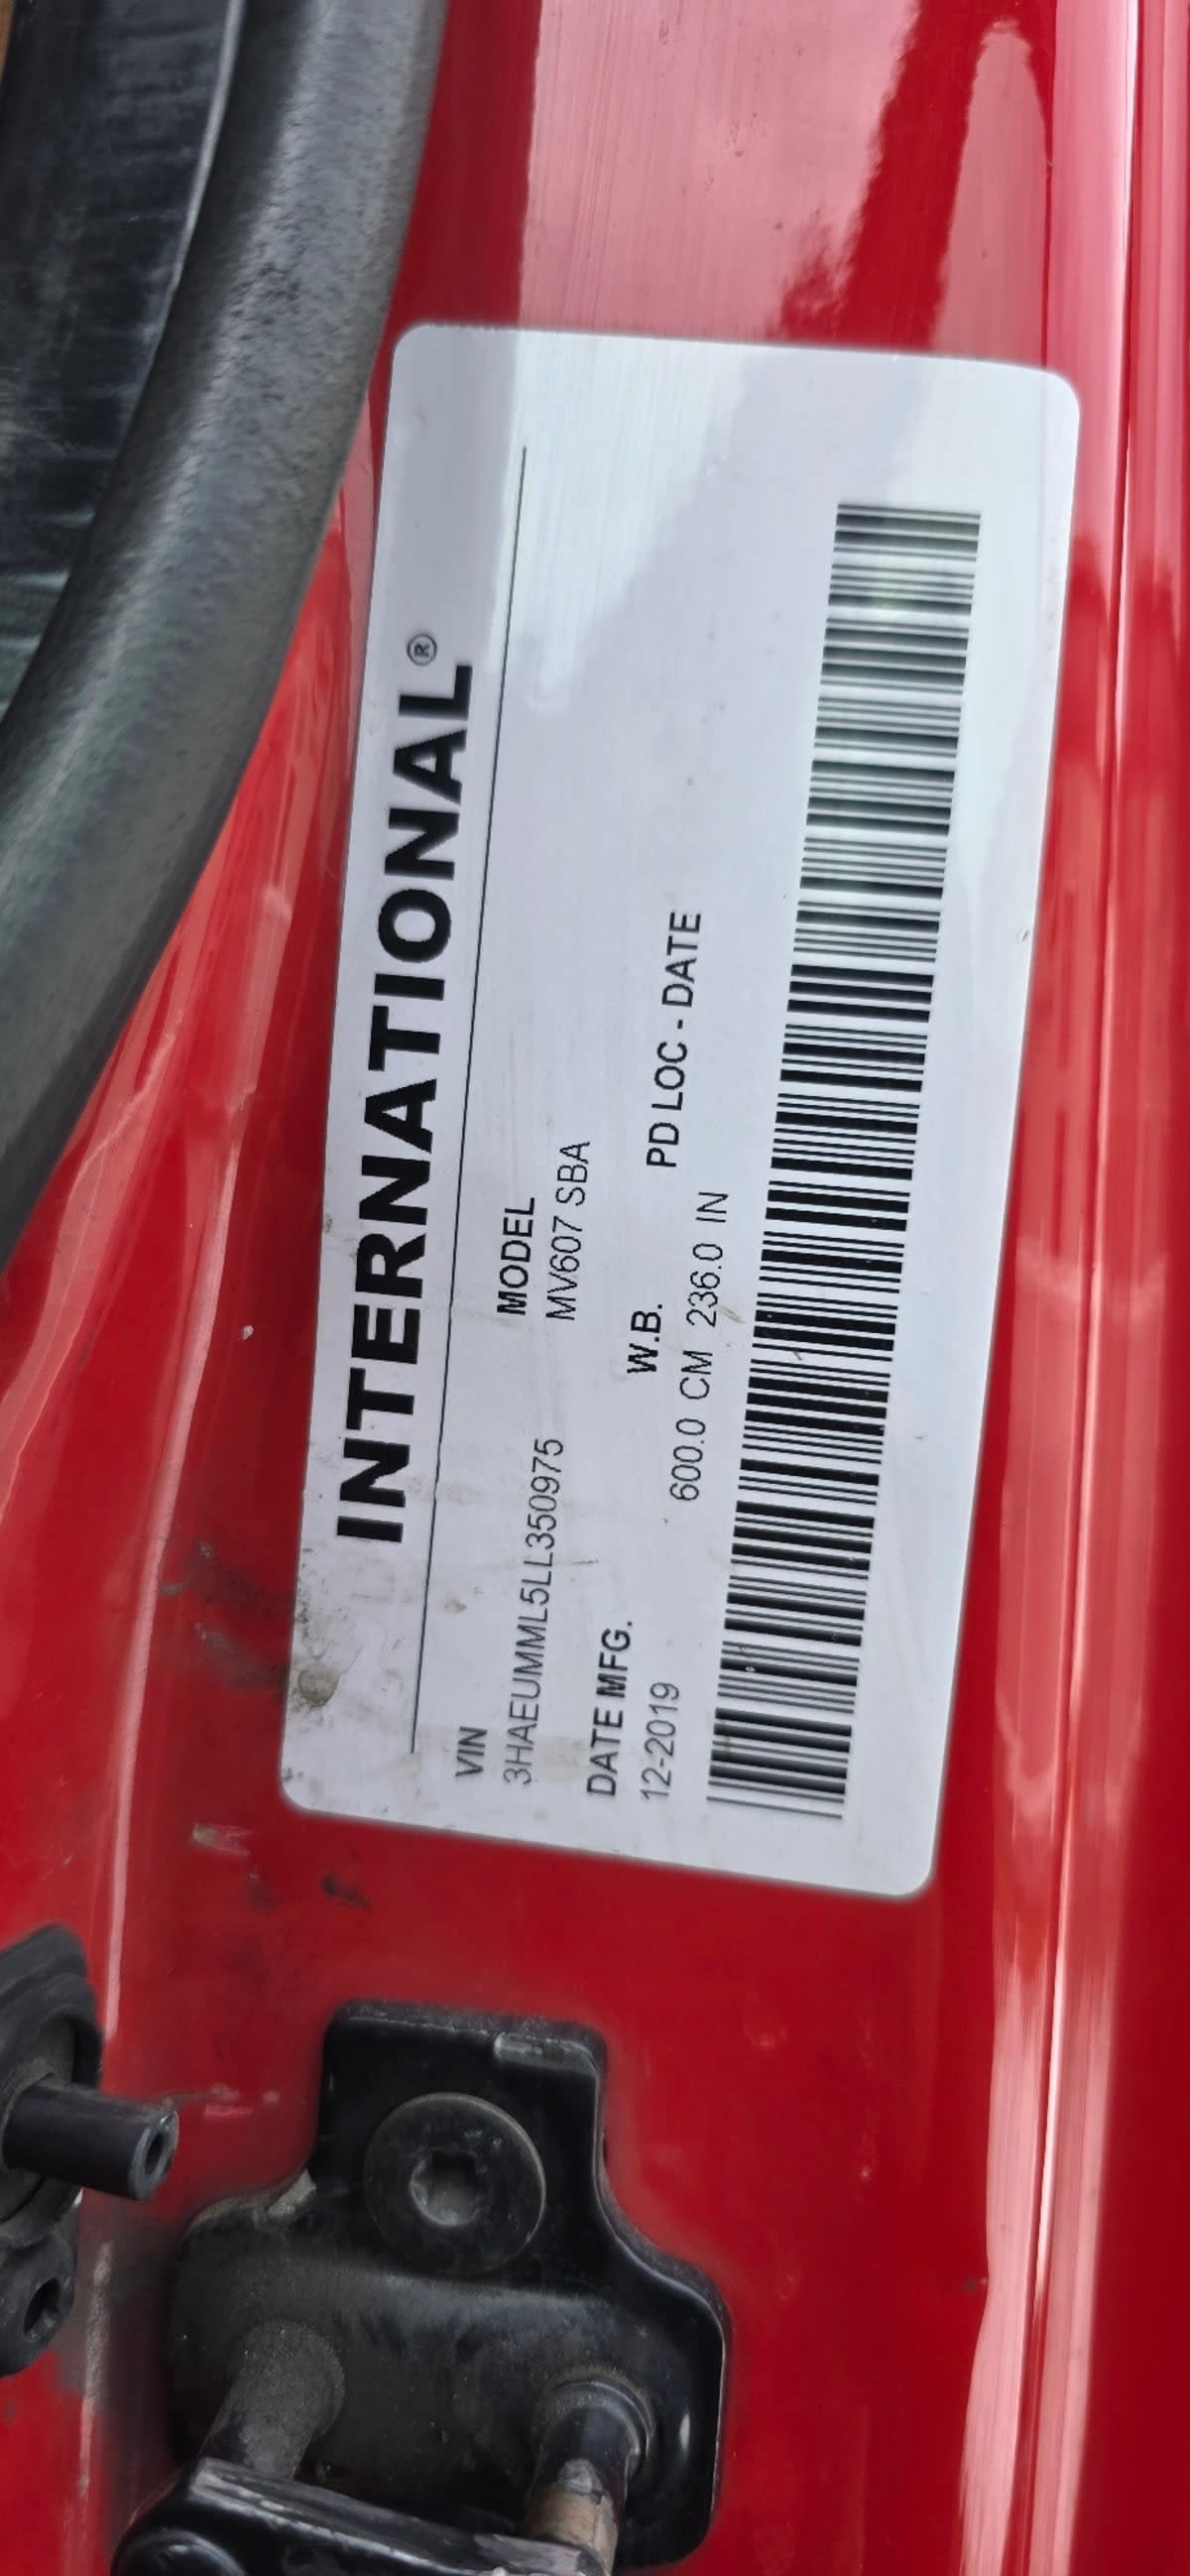 INTERNATIONAL®
VIN MODEL
3HAEUMML5LL350975 MV607 SBA
DATE MFG. W.B. PD LOC - DATE
12-2019 600.0 CM 236.0 IN